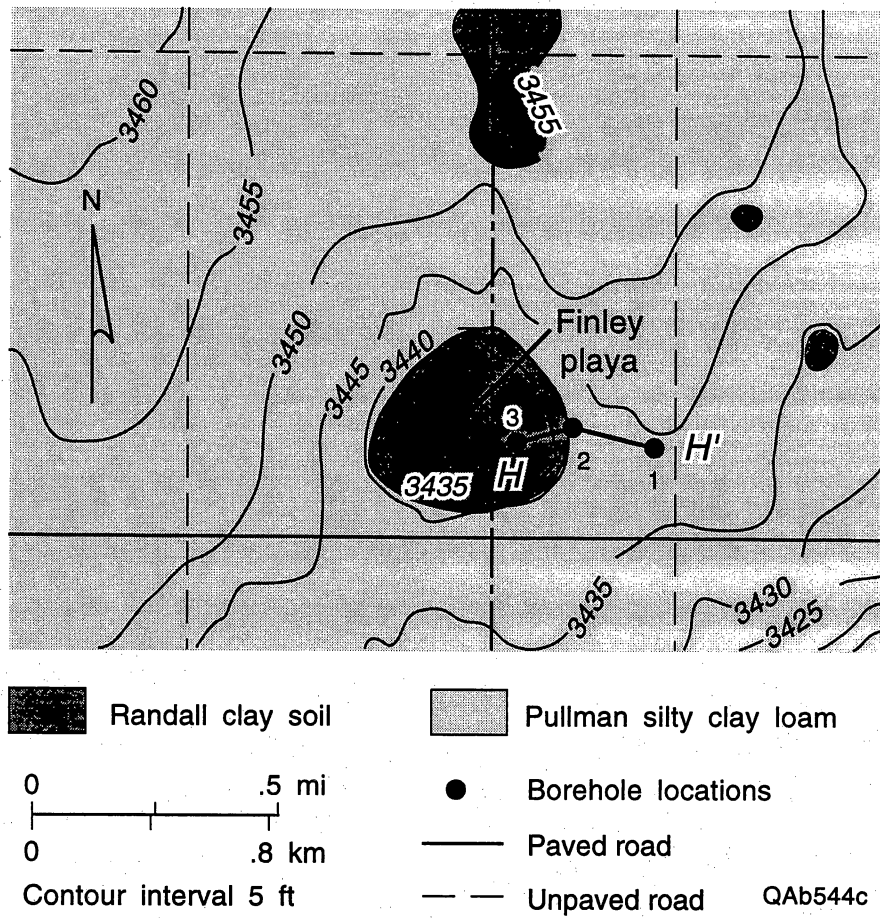 3460
3455
N
3455
3450
3445
3440
Finley
playa
3
2
1
H
H'
3435
3435
3430
3425
Randall clay soil
Pullman silty clay loam
0 .5 mi
0 .8 km
Contour interval 5 ft
Borehole locations
Paved road
Unpaved road
QAb544c